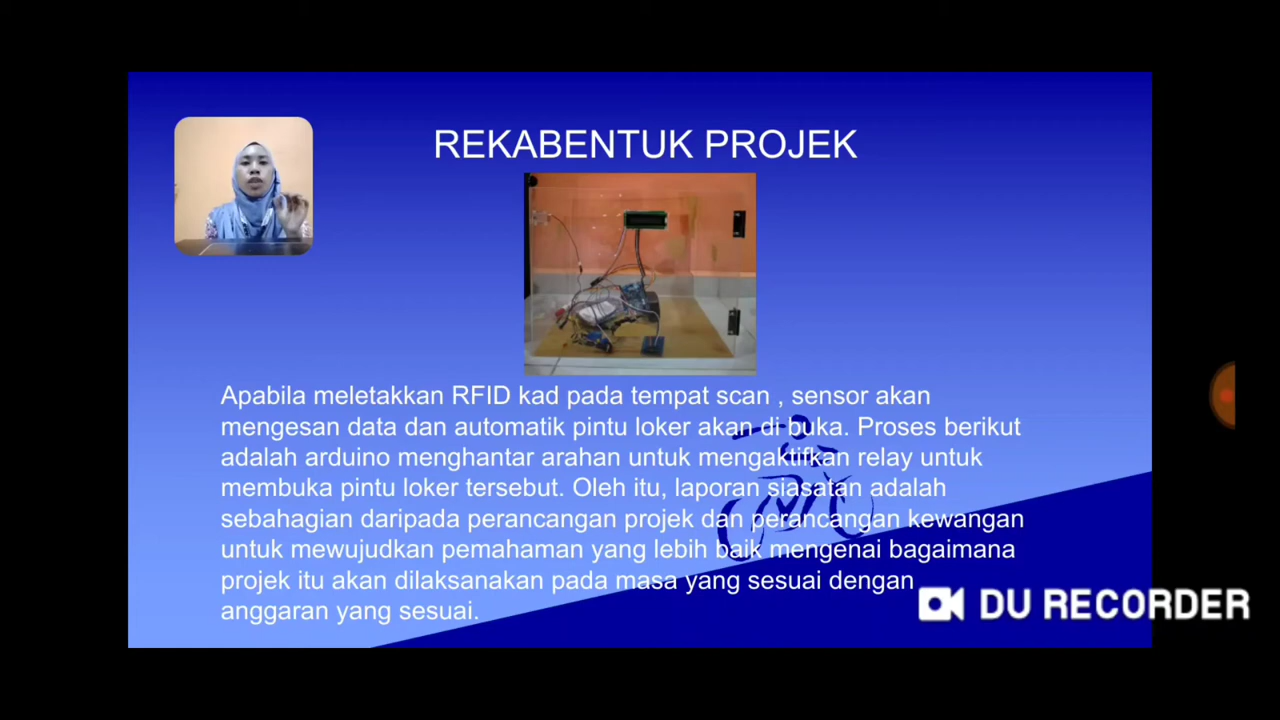 REKABENTUK PROJEK
Apabila meletakkan RFID kad pada tempat scan , sensor akan
mengesan data dan automatik pintu loker akan di buka. Proses berikut
adalah arduino menghantar arahan untuk mengaktifkan relay untuk
membuka pintu loker tersebut. Oleh itu, laporan siasatan adalah
sebahagian daripada perancangan projek dan perancangan kewangan
untuk mewujudkan pemahaman yang lebih baik mengenai bagaimana
projek itu akan dilaksanakan pada masa yang sesuai dengan
anggaran yang sesuai.
DU RECORDER